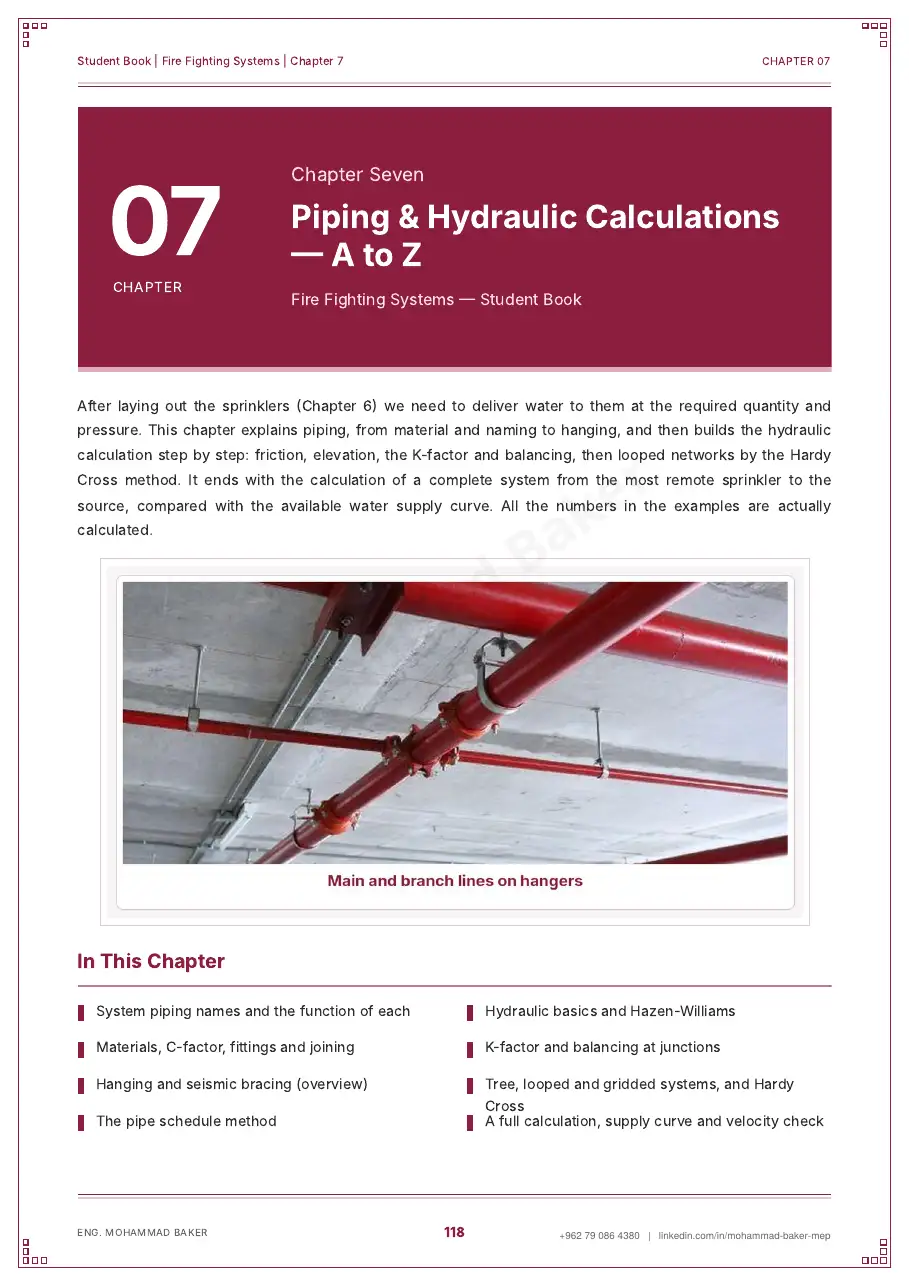 Student Book | Fire Fighting Systems | Chapter 7
CHAPTER 07
07
CHAPTER
Chapter Seven
Piping & Hydraulic Calculations
— A to Z
Fire Fighting Systems — Student Book
After laying out the sprinklers (Chapter 6) we need to deliver water to them at the required quantity and
pressure. This chapter explains piping, from material and naming to hanging, and then builds the hydraulic
calculation step by step: friction, elevation, the K-factor and balancing, then looped networks by the Hardy
Cross method. It ends with the calculation of a complete system from the most remote sprinkler to the
source, compared with the available water supply curve. All the numbers in the examples are actually
calculated.
d Baker
Main and branch lines on hangers
In This Chapter
System piping names and the function of each
Materials, C-factor, fittings and joining
Hanging and seismic bracing (overview)
The pipe schedule method
Hydraulic basics and Hazen-Williams
K-factor and balancing at junctions
Tree, looped and gridded systems, and Hardy
Cross
A full calculation, supply curve and velocity check
ENG. MOHAMMAD BAKER
118
+962 79 086 4380 | linkedin.com/in/mohammad-baker-mep